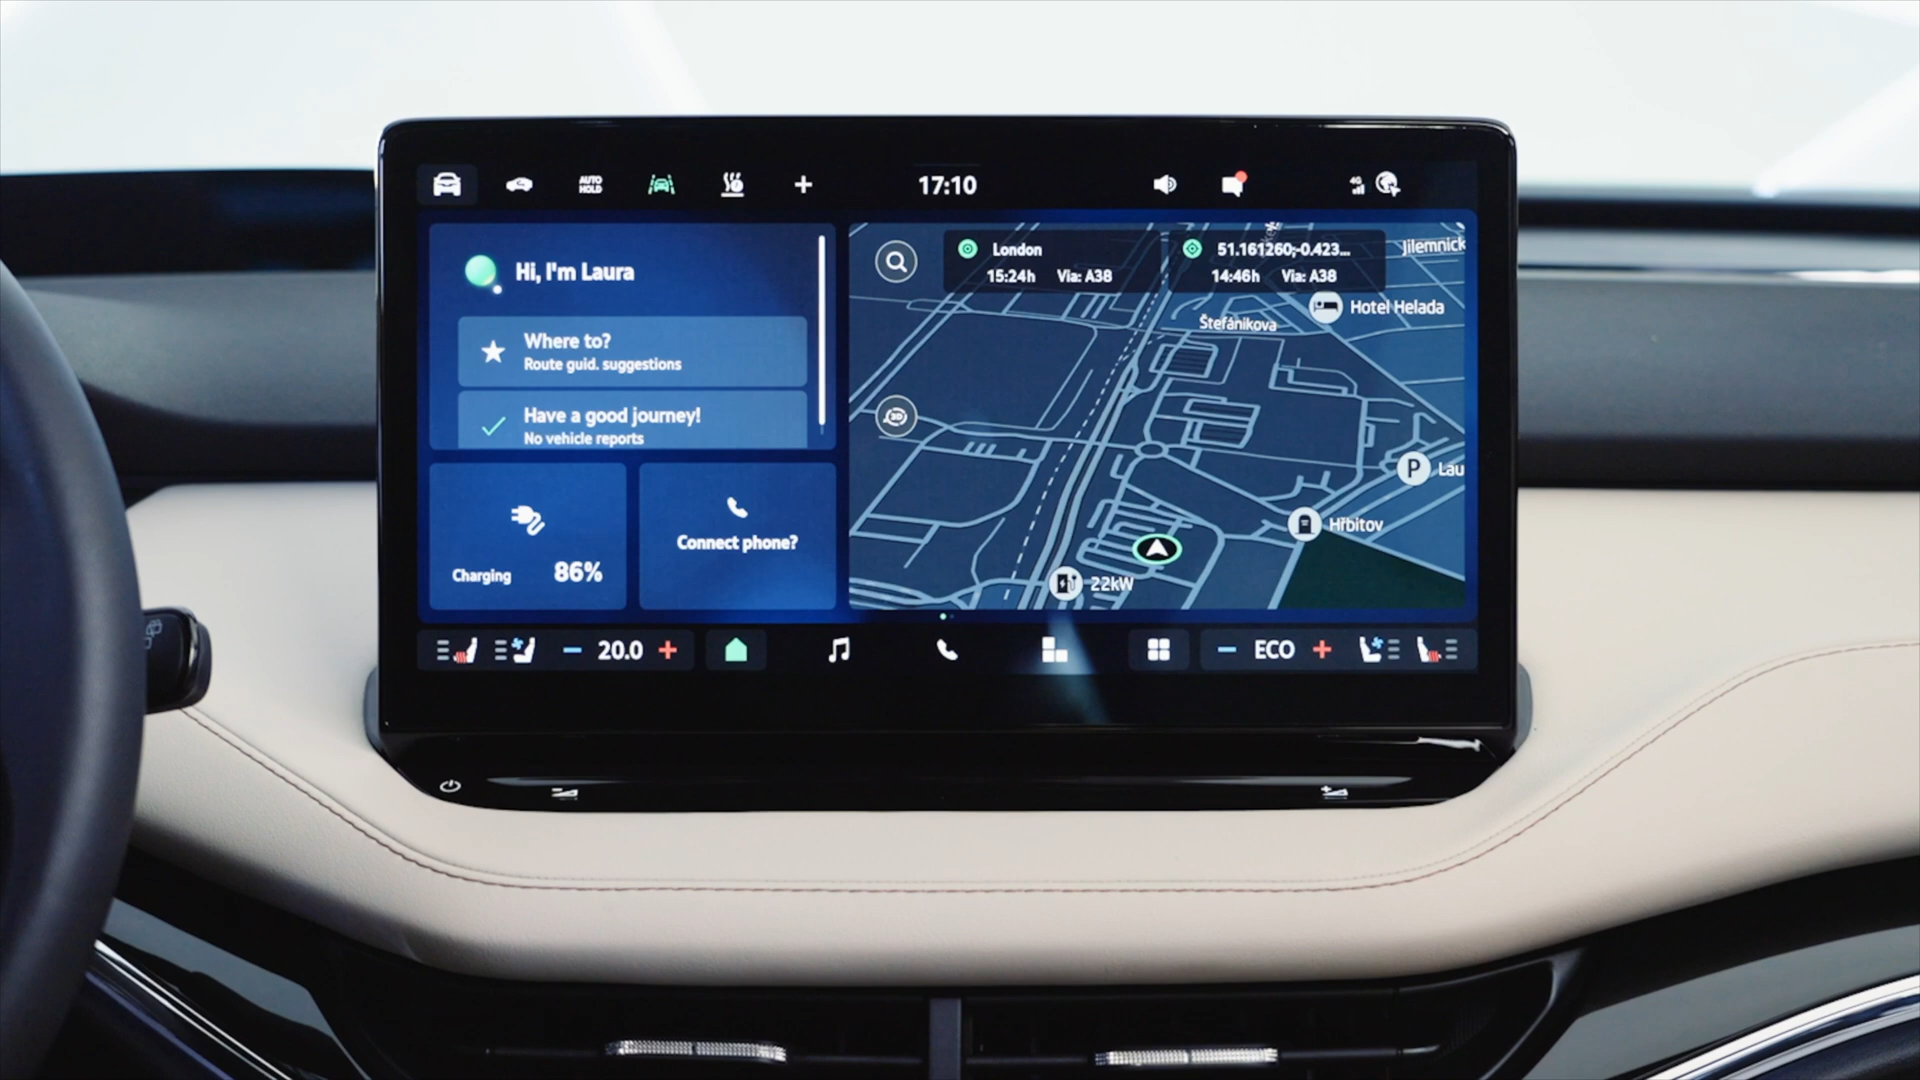 AUTO
HOLD
17:10
4G
Hi, I'm Laura
Where to?
Route guid. suggestions
Have a good journey!
No vehicle reports
Charging
86%
Connect phone?
London
15:24h Via: A38
51.161260;-0.423...
14:46h Via: A38
Jilemnick
Hotel Helada
Štefánikova
3D
P Lau
Hřbitov
22kW
20.0
ECO